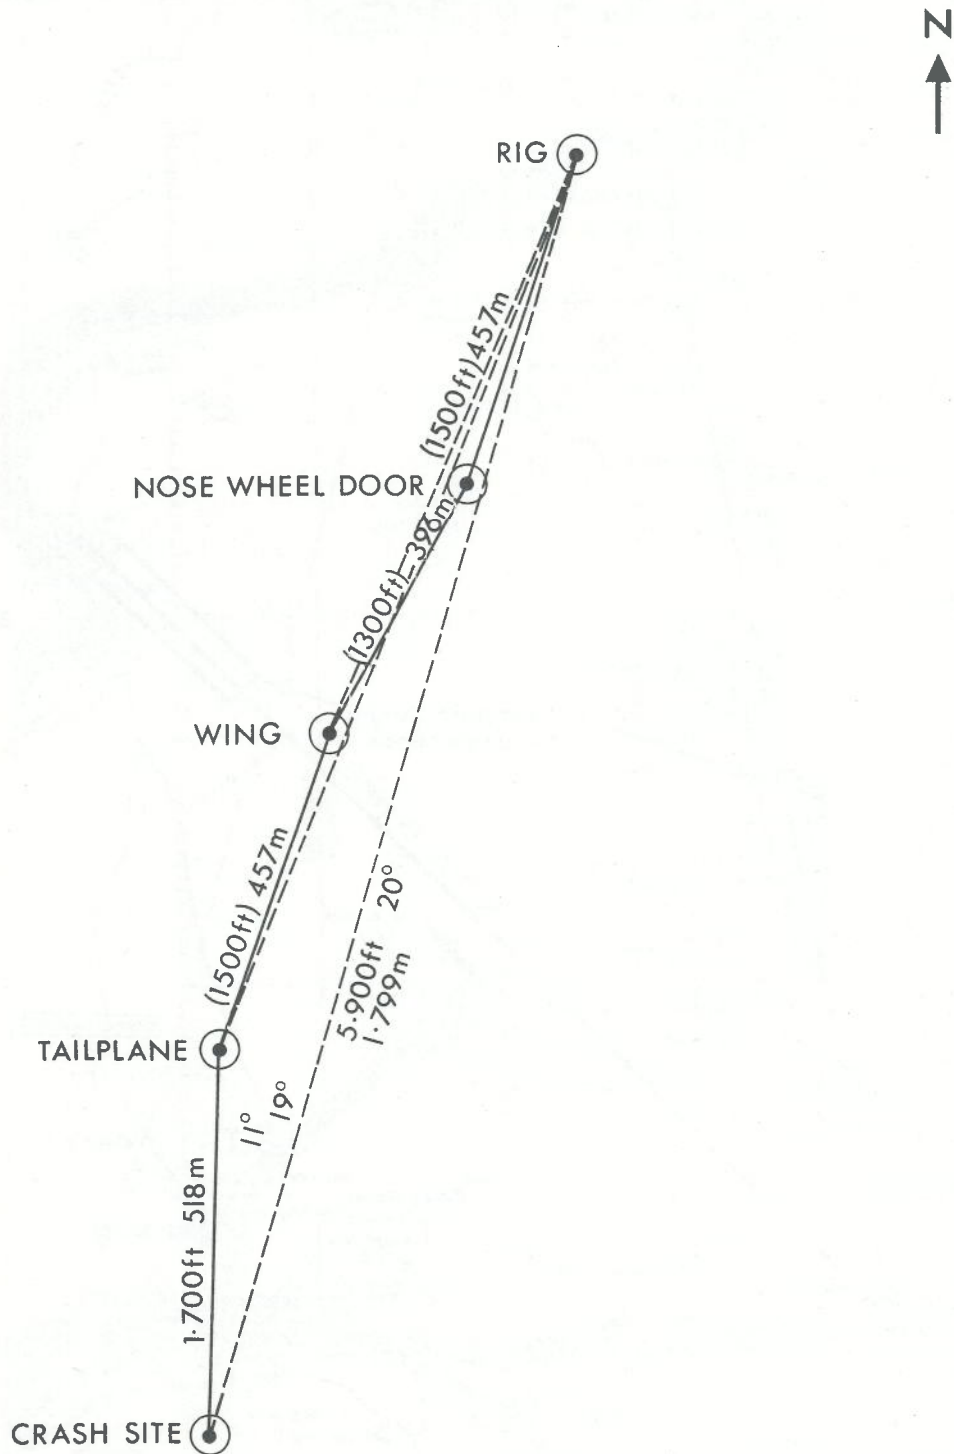 N
RIG
(1500ft) 457m
NOSE WHEEL DOOR
(1300ft) 396m
WING
(1500ft) 457m
20°
5·900ft
1·799m
TAILPLANE
11°
19°
1·700ft 518m
CRASH SITE